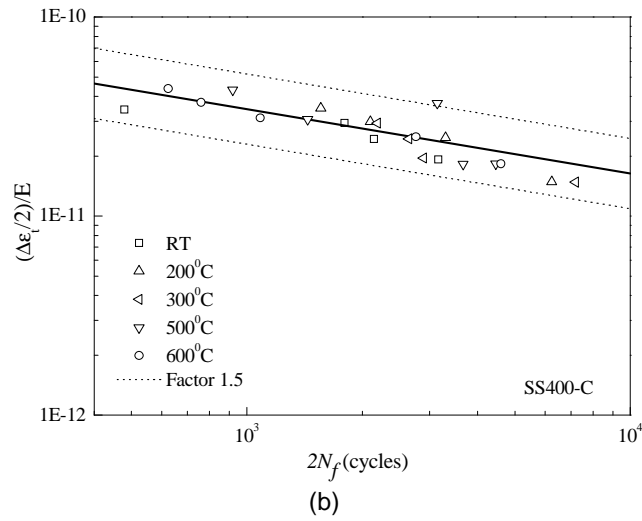 1E-10
(Δε_t/2)/E
1E-11
RT
200⁰C
300⁰C
500⁰C
600⁰C
Factor 1.5
SS400-C
1E-12
10³
10⁴
2N_f (cycles)
(b)